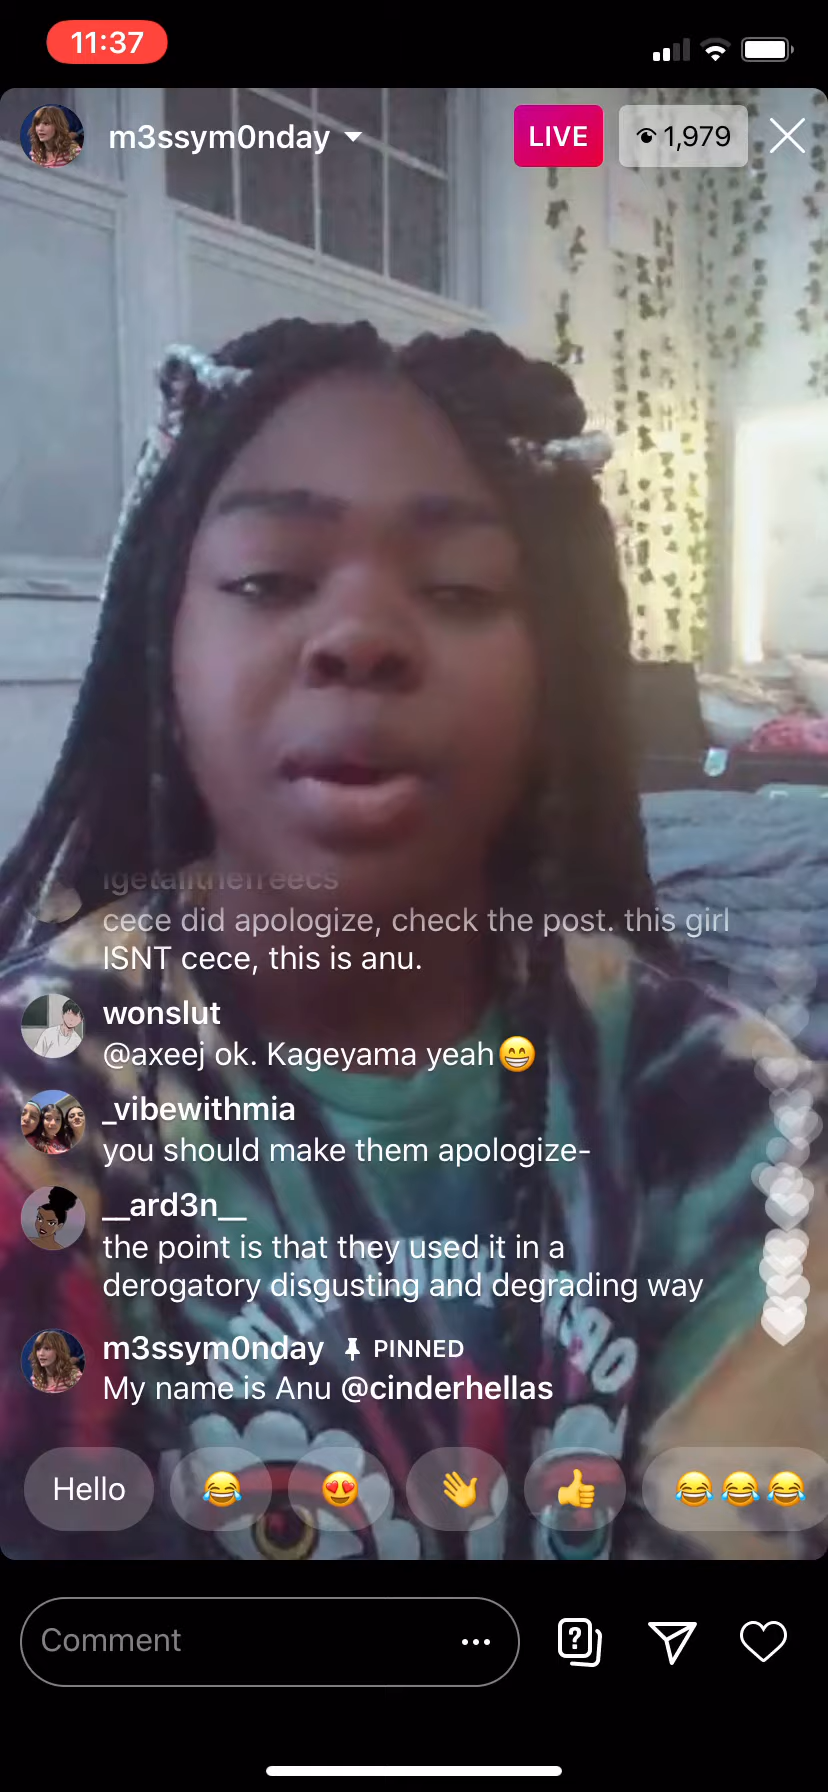 11:37
m3ssym0nday
LIVE
1,979
igetallthefreecs
cece did apologize, check the post. this girl
ISNT cece, this is anu.
wonslut
@axeej ok. Kageyama yeah😁
_vibewithmia
you should make them apologize-
__ard3n__
the point is that they used it in a
derogatory disgusting and degrading way
m3ssym0nday PINNED
My name is Anu @cinderhellas
Hello 😂 😍 👋 👍 😂😂😂
Comment